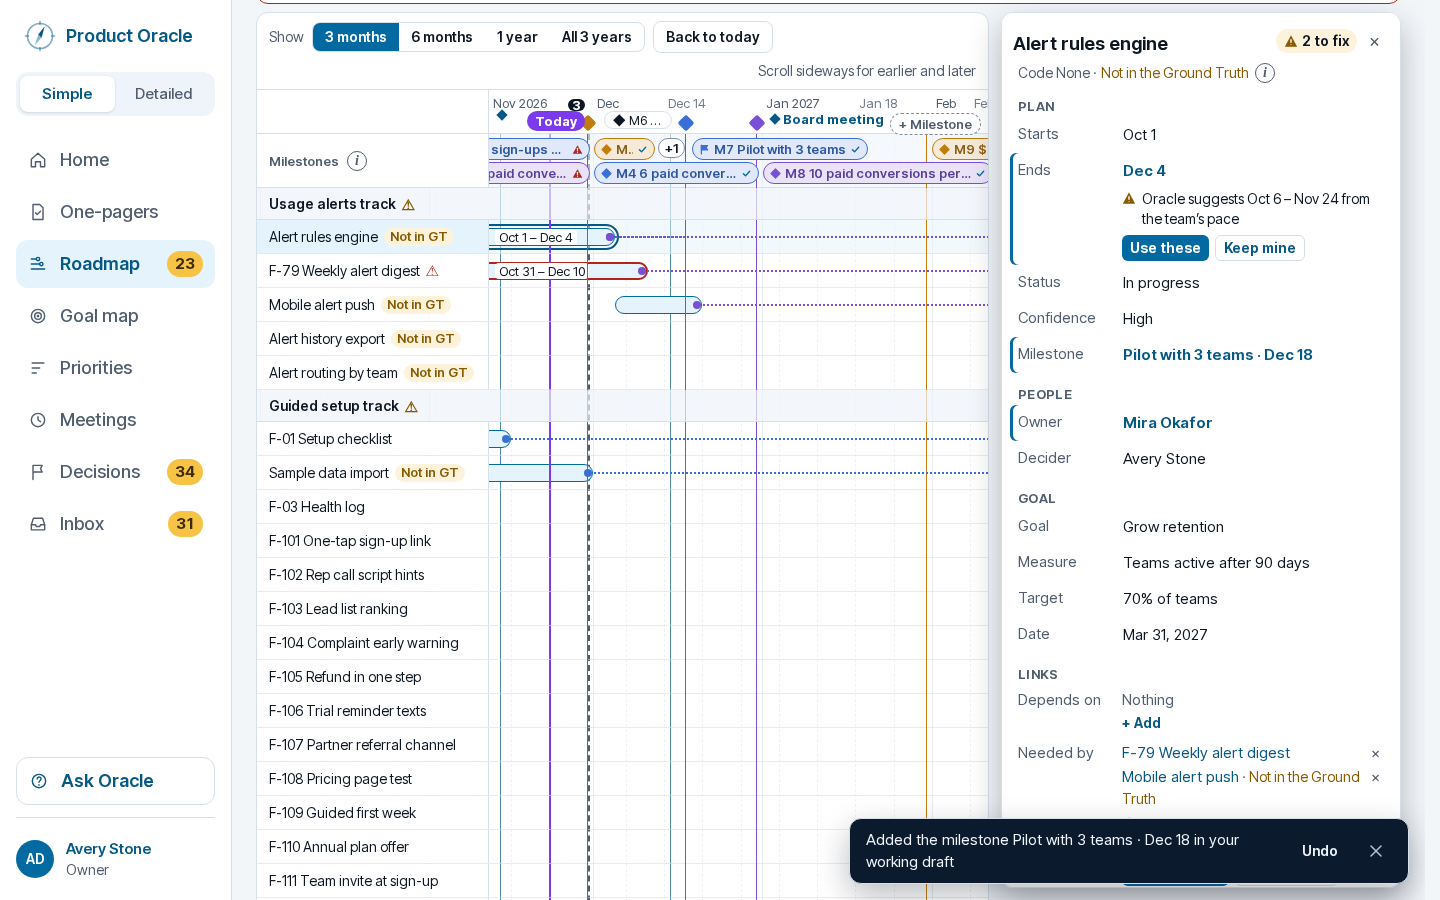 Product Oracle
Simple
Detailed
Home
One-pagers
Roadmap
23
Goal map
Priorities
Meetings
Decisions
34
Inbox
31
Ask Oracle
AD
Avery Stone
Owner
Show
3 months
6 months
1 year
All 3 years
Back to today
Scroll sideways for earlier and later
Nov 2026
3
Dec
Dec 14
Jan 2027
Jan 18
Feb
Fe
Today
M6 ...
Board meeting
+ Milestone
Milestones
i
sign-ups ...
M..
+1
M7 Pilot with 3 teams
M9 $
paid conve...
M4 6 paid conver...
M8 10 paid conversions per...
Usage alerts track
Alert rules engine
Not in GT
Oct 1 – Dec 4
F-79 Weekly alert digest
Oct 31 – Dec 10
Mobile alert push
Not in GT
Alert history export
Not in GT
Alert routing by team
Not in GT
Guided setup track
F-01 Setup checklist
Sample data import
Not in GT
F-03 Health log
F-101 One-tap sign-up link
F-102 Rep call script hints
F-103 Lead list ranking
F-104 Complaint early warning
F-105 Refund in one step
F-106 Trial reminder texts
F-107 Partner referral channel
F-108 Pricing page test
F-109 Guided first week
F-110 Annual plan offer
F-111 Team invite at sign-up
Alert rules engine
2 to fix
×
Code None · Not in the Ground Truth
i
PLAN
Starts
Oct 1
Ends
Dec 4
Oracle suggests Oct 6 – Nov 24 from
the team's pace
Use these
Keep mine
Status
In progress
Confidence
High
Milestone
Pilot with 3 teams · Dec 18
PEOPLE
Owner
Mira Okafor
Decider
Avery Stone
GOAL
Goal
Grow retention
Measure
Teams active after 90 days
Target
70% of teams
Date
Mar 31, 2027
LINKS
Depends on
Nothing
+ Add
Needed by
F-79 Weekly alert digest
×
Mobile alert push · Not in the Ground
Truth
×
Added the milestone Pilot with 3 teams · Dec 18 in your
working draft
Undo